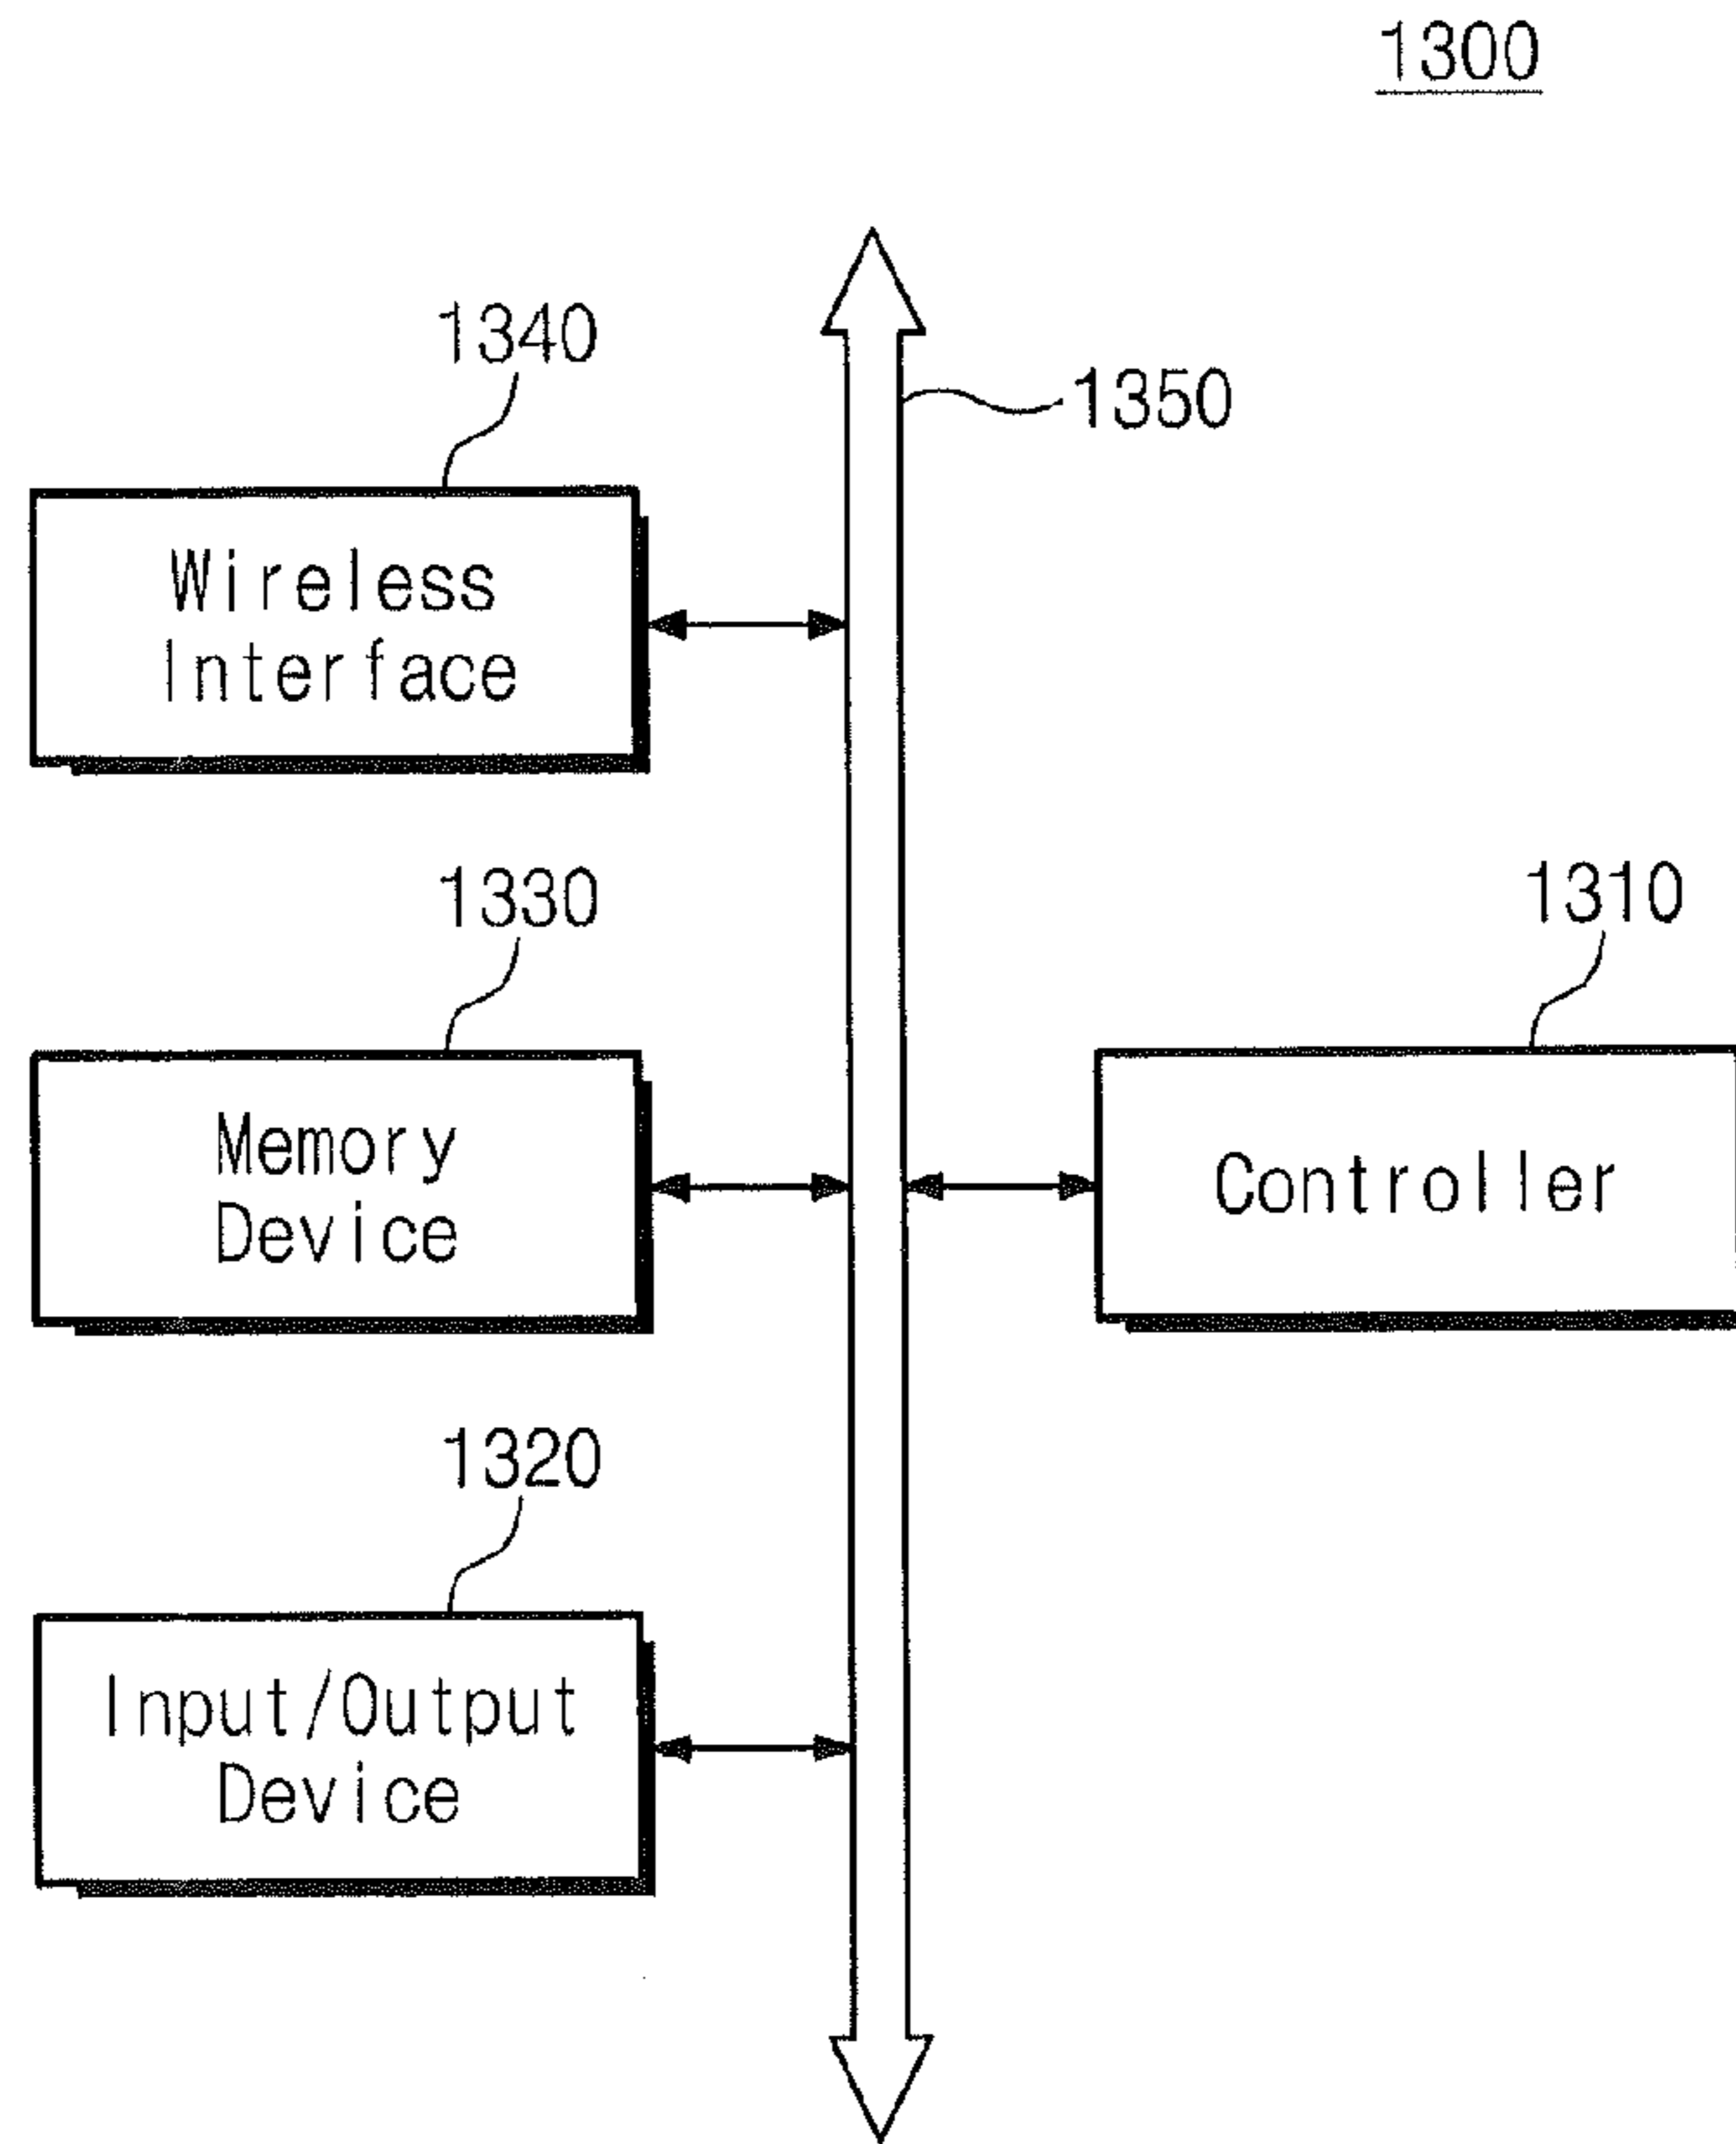 1300
1340
1350
Wireless
Interface
1330
1310
Memory
Device
Controller
1320
Input/Output
Device